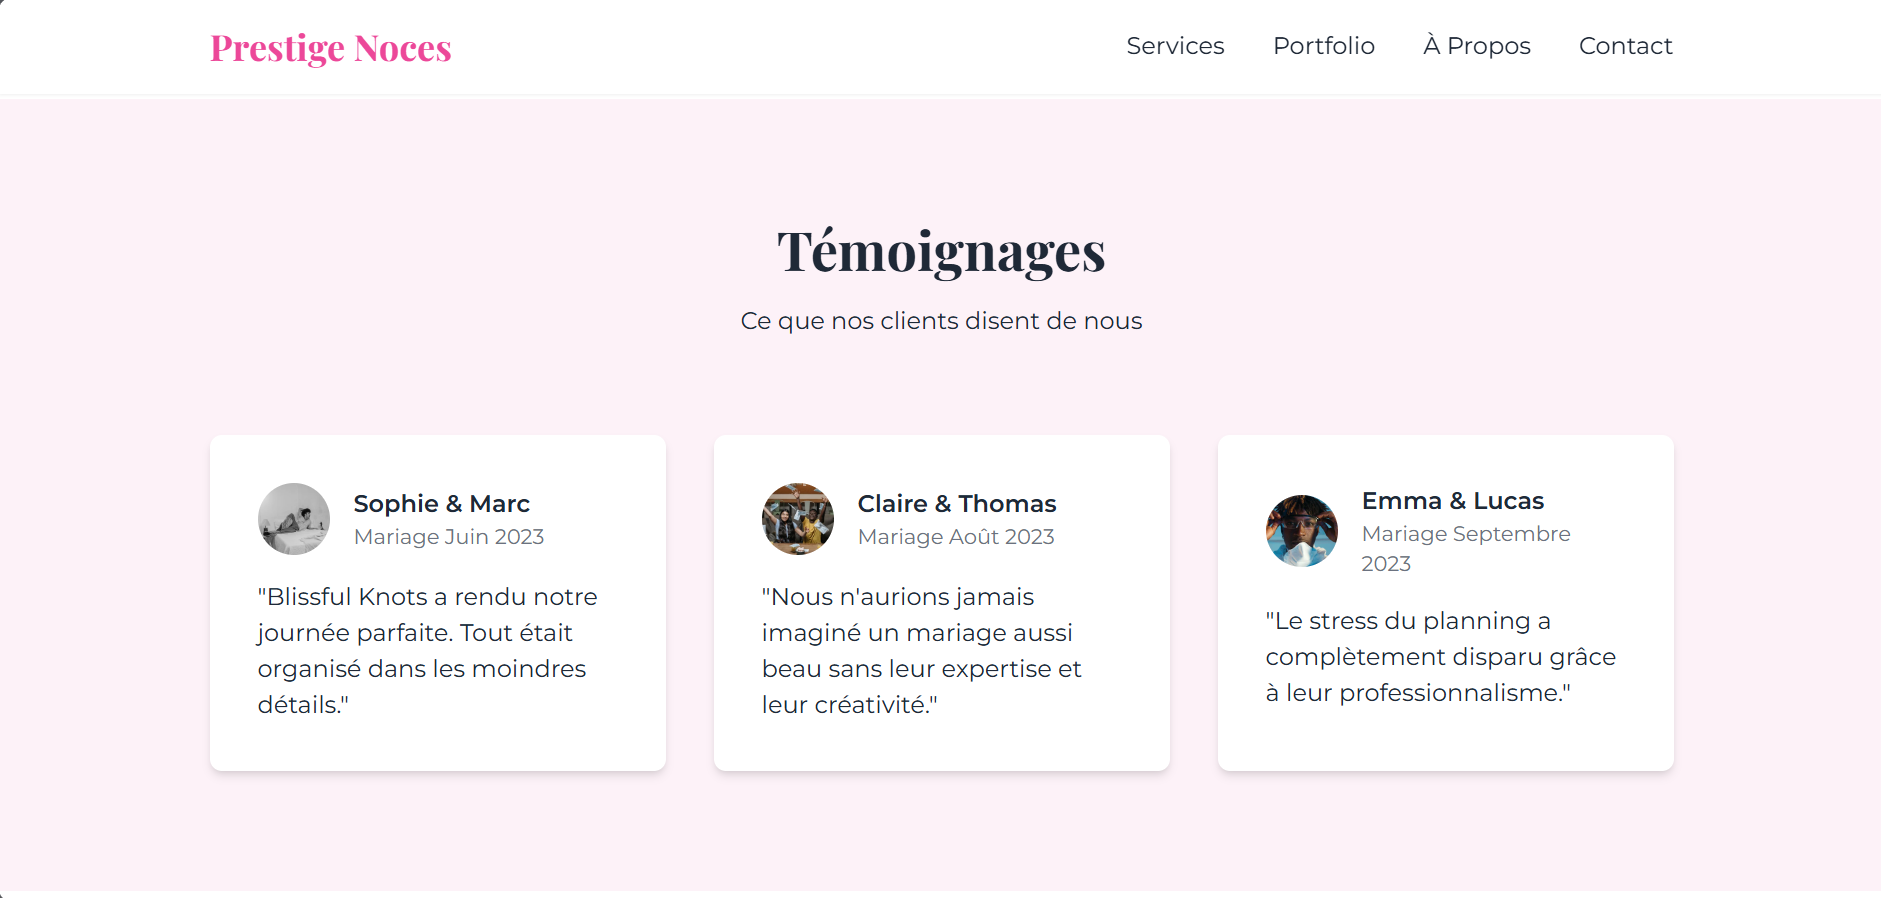 Prestige Noces
Services Portfolio À Propos Contact
Témoignages
Ce que nos clients disent de nous
Sophie & Marc
Mariage Juin 2023
"Blissful Knots a rendu notre
journée parfaite. Tout était
organisé dans les moindres
détails."
Claire & Thomas
Mariage Août 2023
"Nous n'aurions jamais
imaginé un mariage aussi
beau sans leur expertise et
leur créativité."
Emma & Lucas
Mariage Septembre
2023
"Le stress du planning a
complètement disparu grâce
à leur professionnalisme."